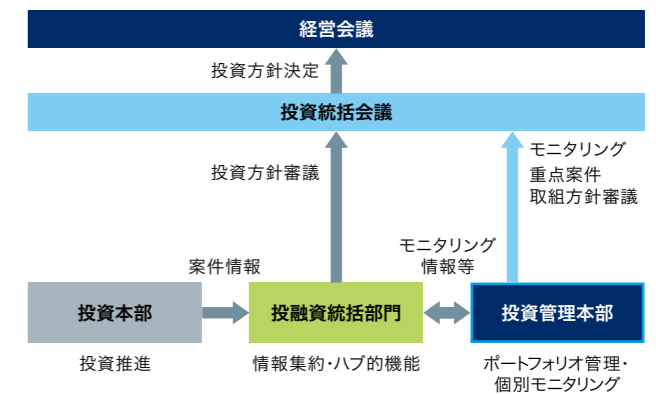 経営会議
投資方針決定
投資統括会議
投資方針審議
モニタリング
重点案件
取組方針審議
案件情報
モニタリング
情報等
投資本部
投融資統括部門
投資管理本部
投資推進
情報集約・ハブ的機能
ポートフォリオ管理・
個別モニタリング